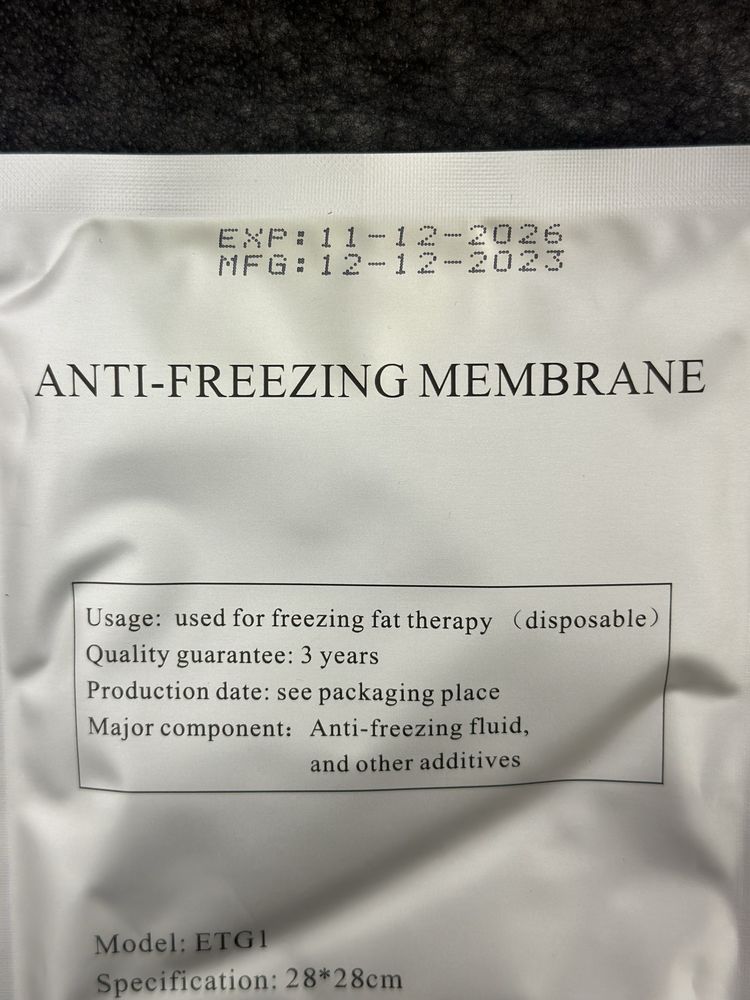 EXP:11-12-2026
MFG:12-12-2023
ANTI-FREEZING MEMBRANE
Usage: used for freezing fat therapy （disposable）
Quality guarantee: 3 years
Production date: see packaging place
Major component: Anti-freezing fluid,
and other additives
Model: ETG1
Specification: 28*28cm